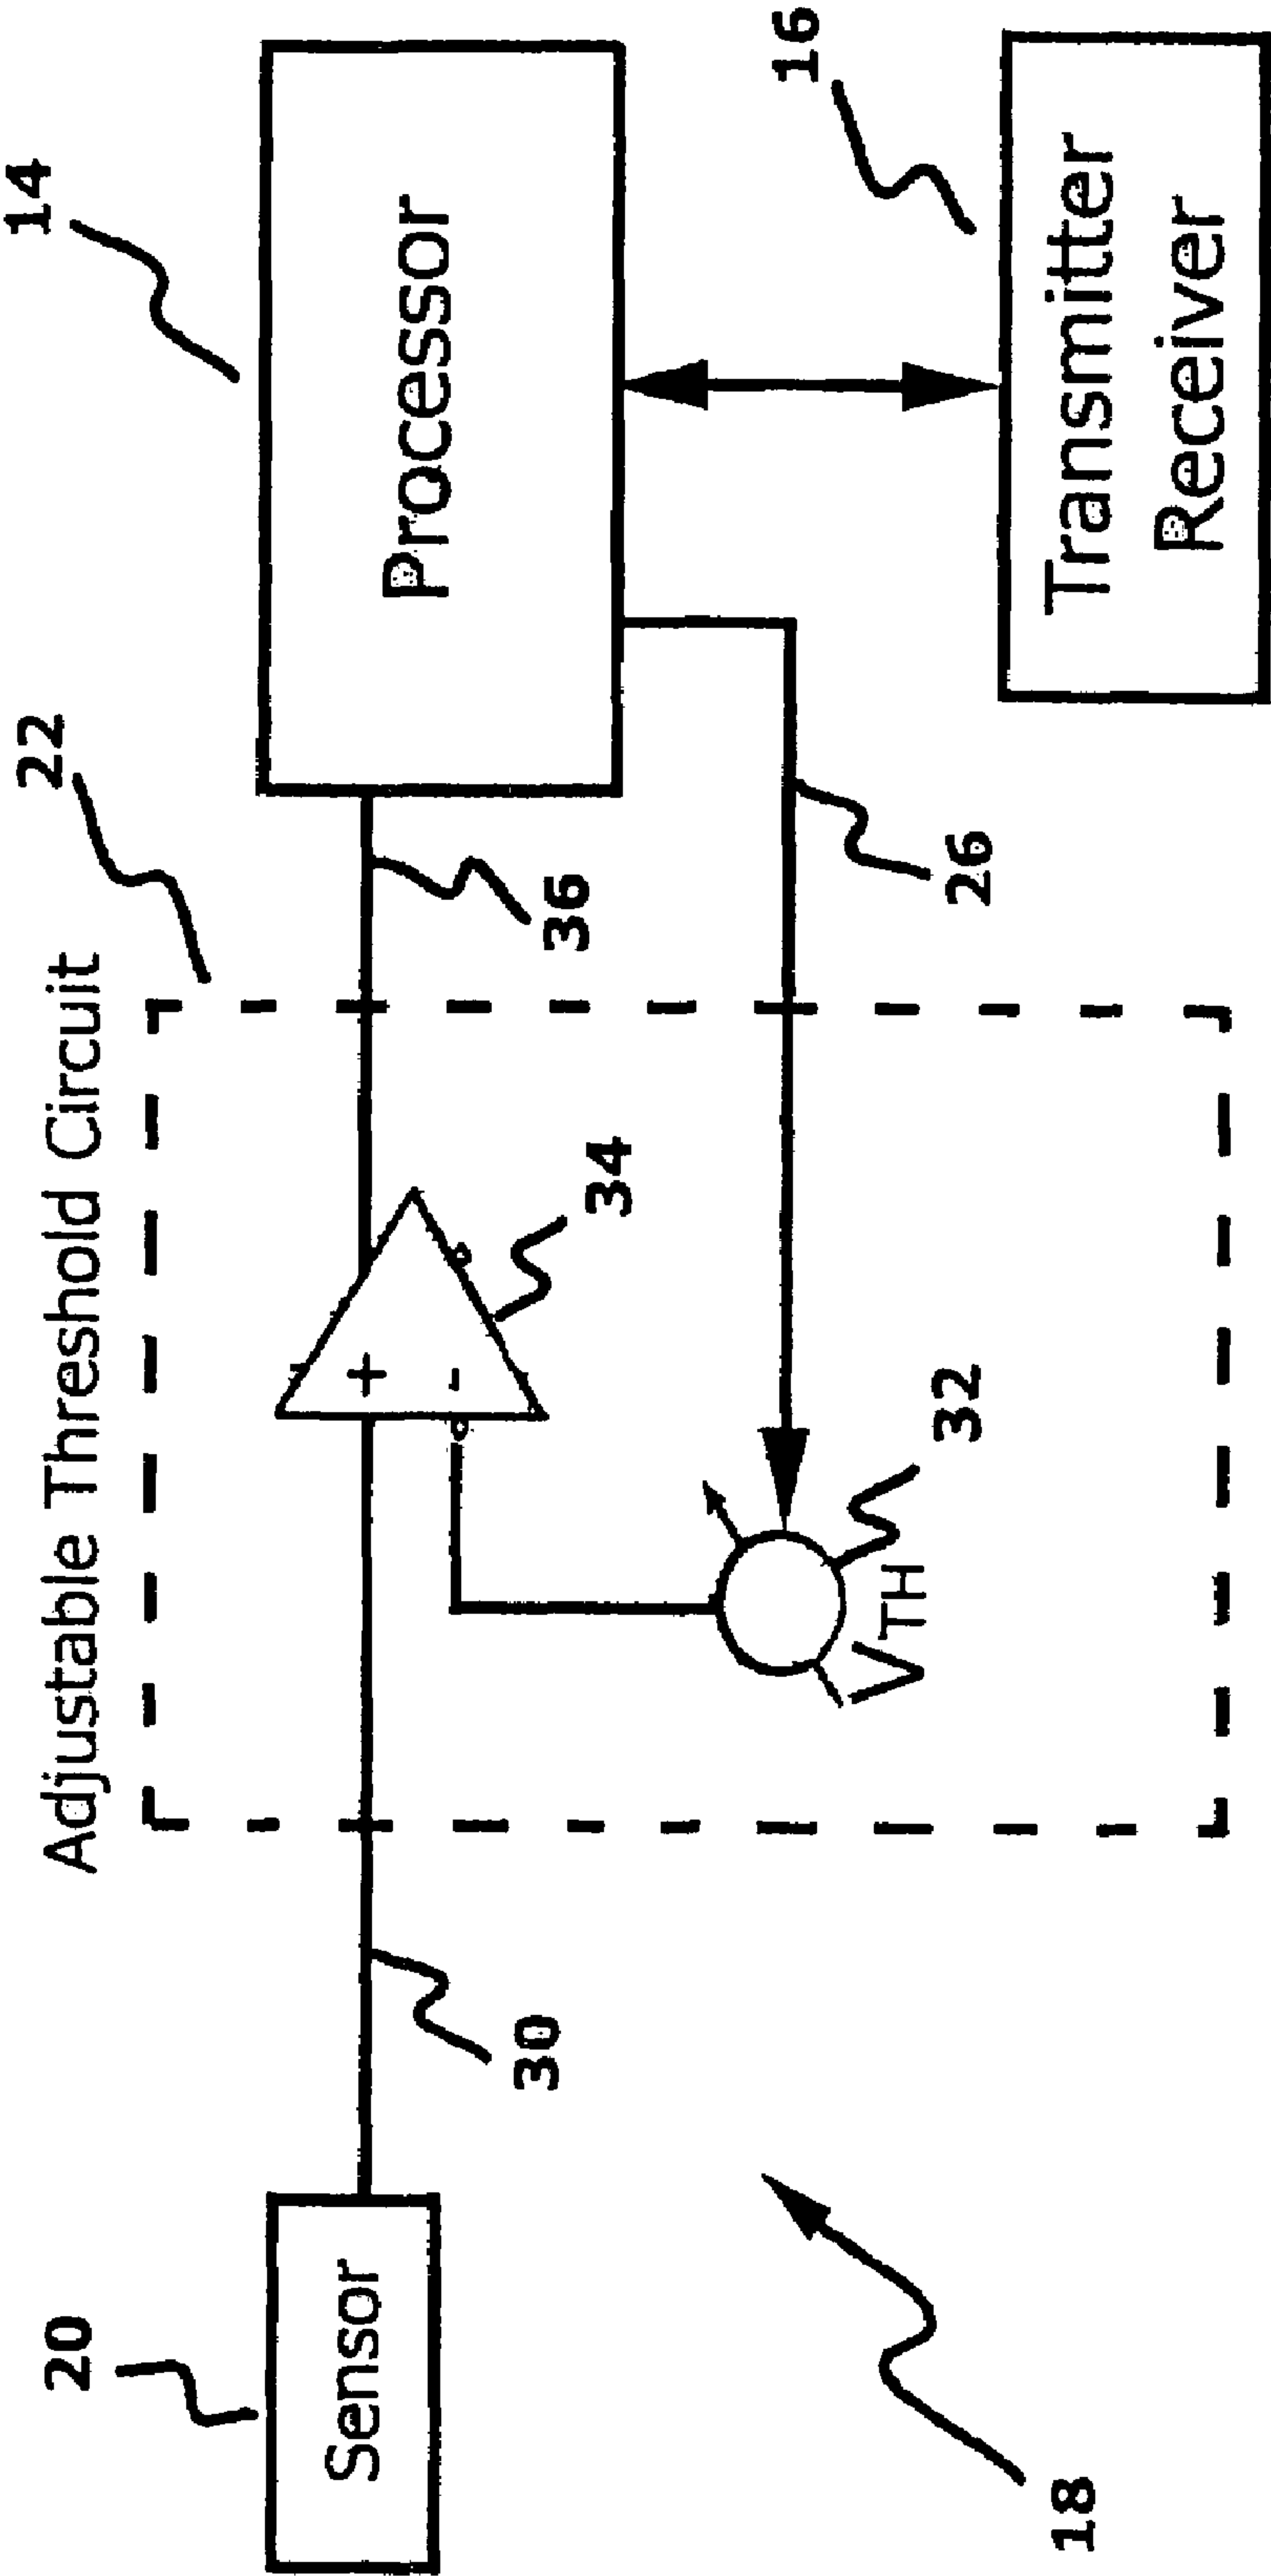 Adjustable Threshold Circuit
22
14
20
Sensor
30
+
-
34
36
Processor
VTH
32
26
16
Transmitter
Receiver
18